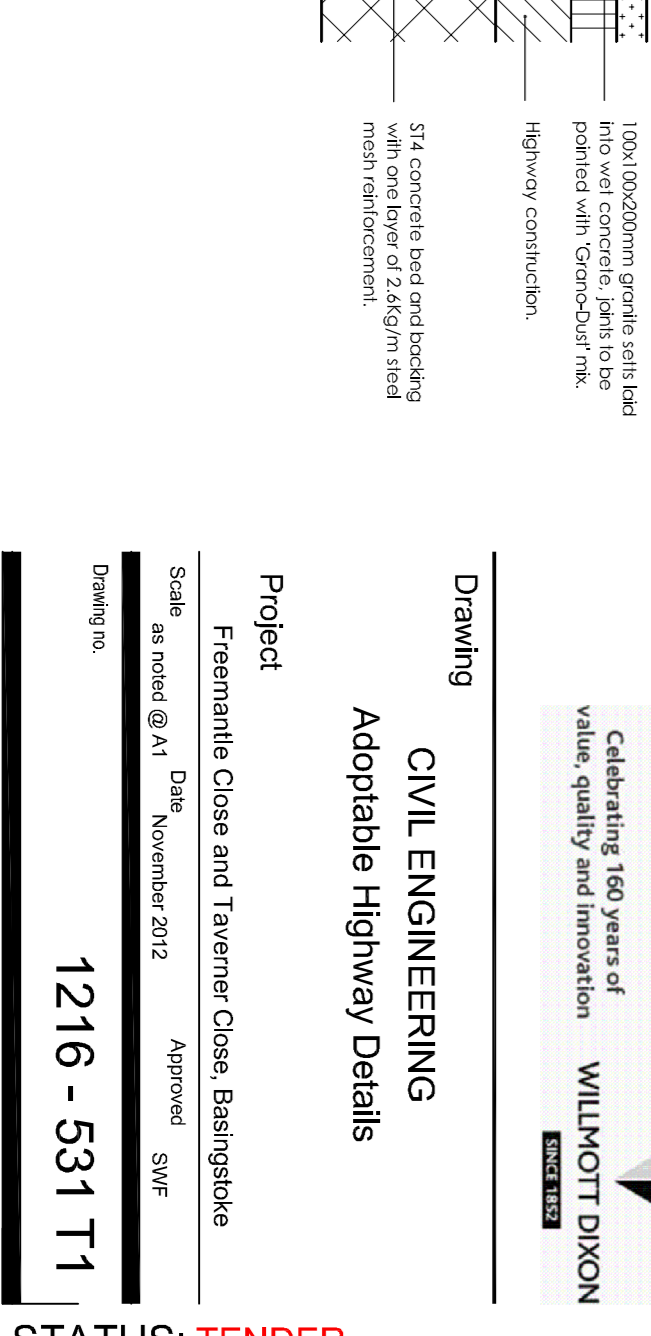 100x100x200mm granite setts laid
into wet concrete, joints to be
pointed with 'Grano-Dust' mix.
Highway construction.
ST4 concrete bed and backing
with one layer of 2.6Kg/m steel
mesh reinforcement.
Celebrating 160 years of
value, quality and innovation
WILLMOTT DIXON
SINCE 1852
Drawing
CIVIL ENGINEERING
Adoptable Highway Details
Project
Freemantle Close and Taverner Close, Basingstoke
Scale as noted @ A1 Date November 2012 Approved SWF
Drawing no.
1216 - 531 T1
STATUS: TENDER